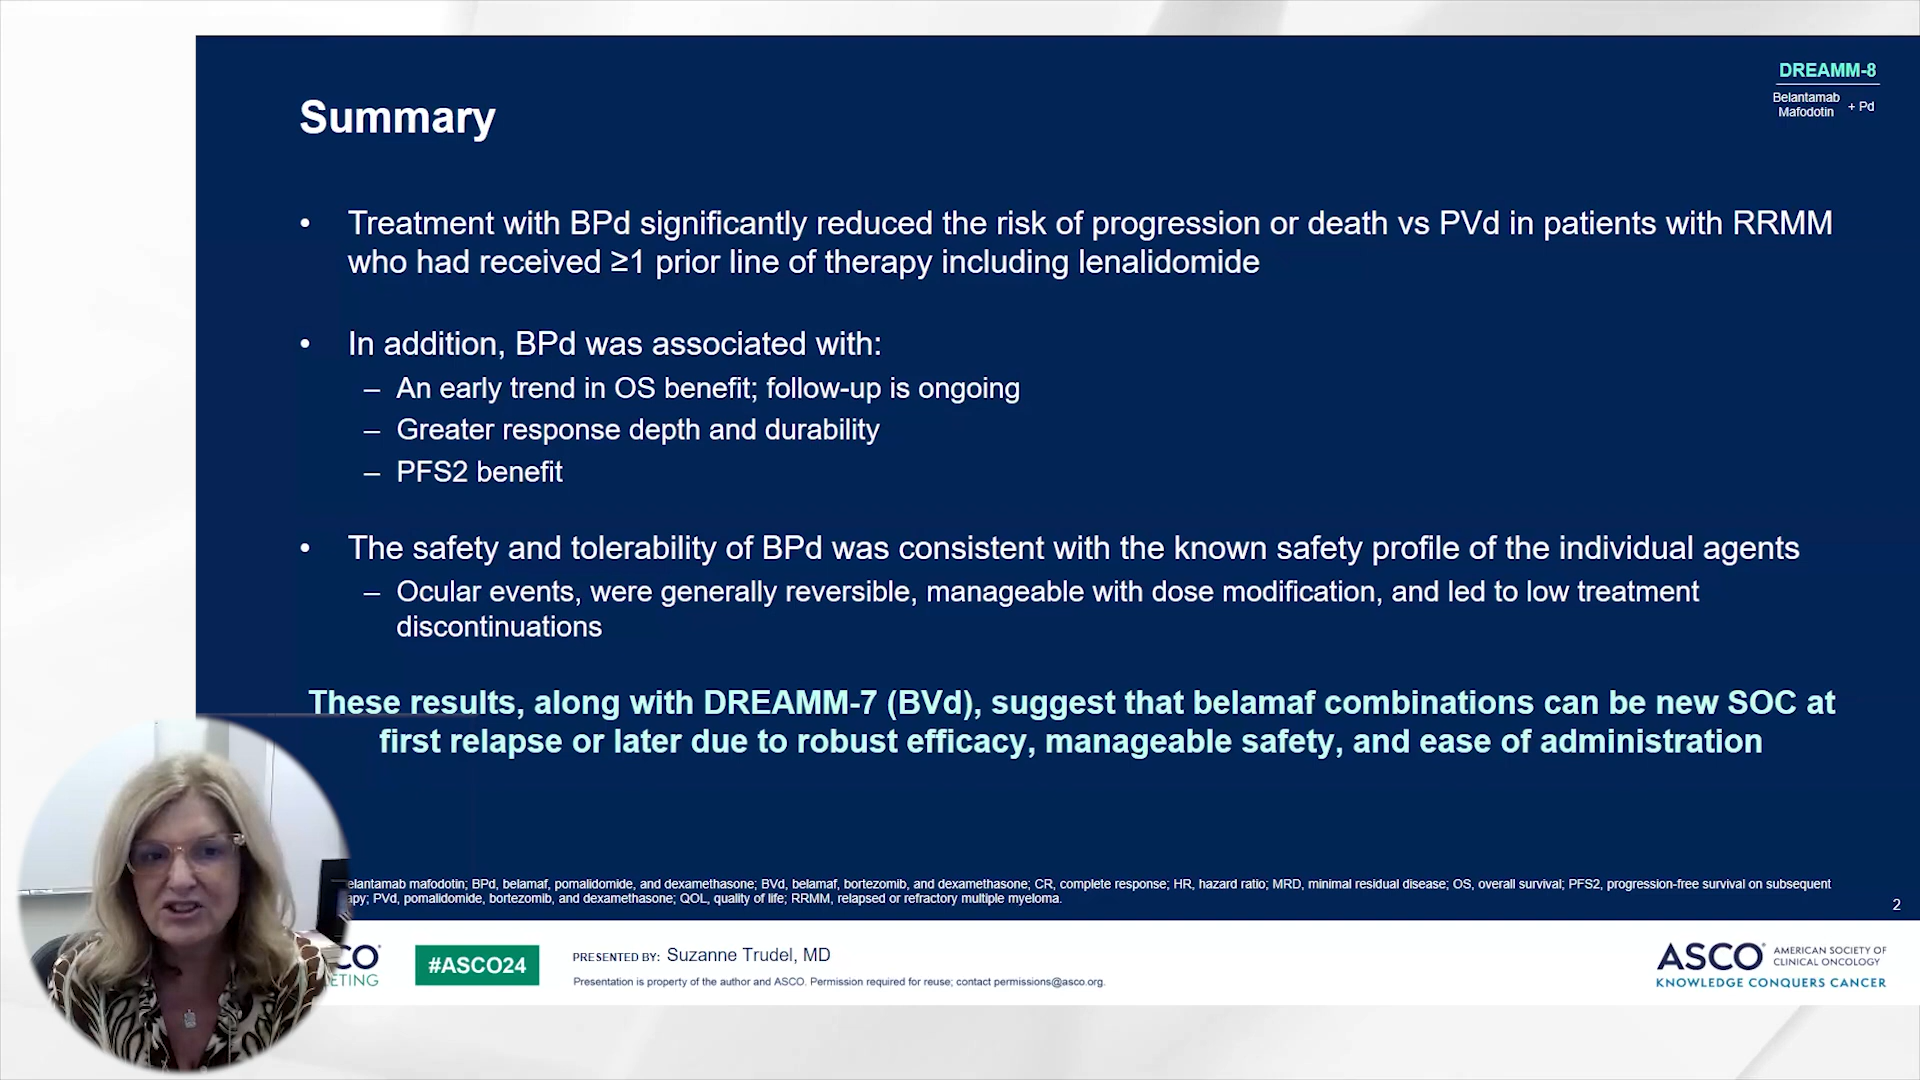 DREAMM-8
Belantamab
Mafodotin + Pd
Summary
• Treatment with BPd significantly reduced the risk of progression or death vs PVd in patients with RRMM
who had received ≥1 prior line of therapy including lenalidomide
• In addition, BPd was associated with:
– An early trend in OS benefit; follow-up is ongoing
– Greater response depth and durability
– PFS2 benefit
• The safety and tolerability of BPd was consistent with the known safety profile of the individual agents
– Ocular events, were generally reversible, manageable with dose modification, and led to low treatment
discontinuations
These results, along with DREAMM-7 (BVd), suggest that belamaf combinations can be new SOC at
first relapse or later due to robust efficacy, manageable safety, and ease of administration
elantamab mafodotin; BPd, belamaf, pomalidomide, and dexamethasone; BVd, belamaf, bortezomib, and dexamethasone; CR, complete response; HR, hazard ratio; MRD, minimal residual disease; OS, overall survival; PFS2, progression-free survival on subsequent
apy; PVd, pomalidomide, bortezomib, and dexamethasone; QOL, quality of life; RRMM, relapsed or refractory multiple myeloma.
2
CO®
ETING
#ASCO24
PRESENTED BY: Suzanne Trudel, MD
Presentation is property of the author and ASCO. Permission required for reuse; contact permissions@asco.org.
ASCO® AMERICAN SOCIETY OF
CLINICAL ONCOLOGY
KNOWLEDGE CONQUERS CANCER